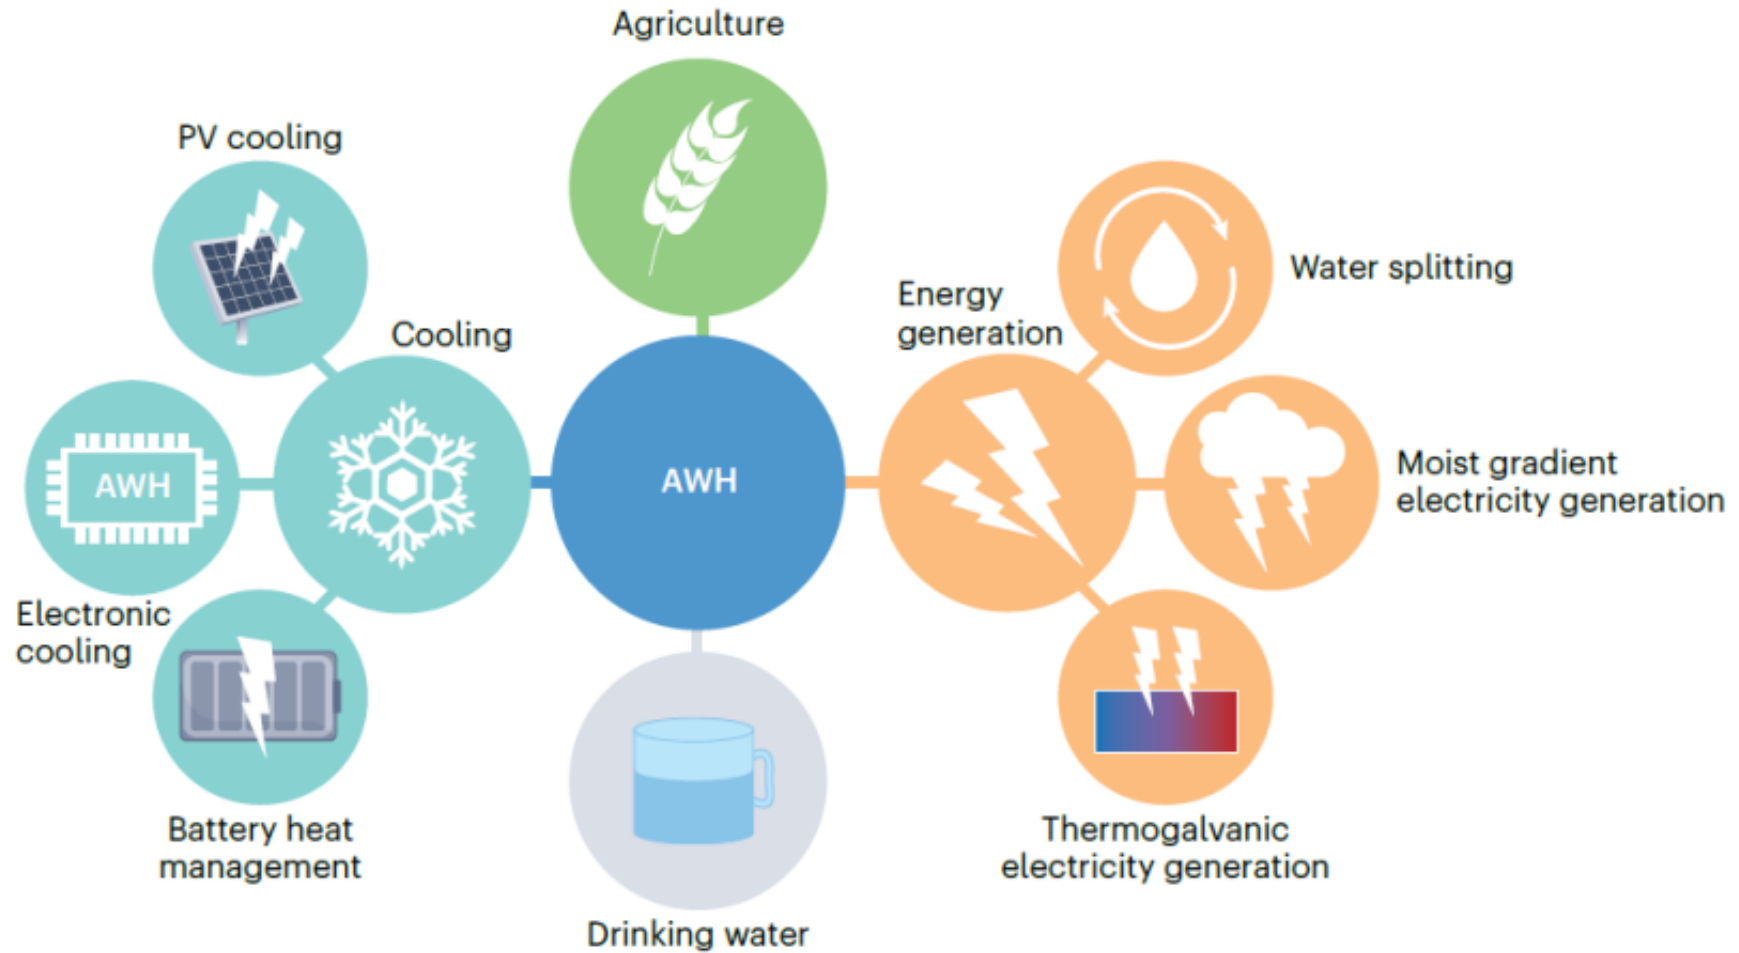 Agriculture
PV cooling
Cooling
Energy
generation
Water splitting
AWH
AWH
Moist gradient
electricity generation
Electronic
cooling
Battery heat
management
Thermogalvanic
electricity generation
Drinking water